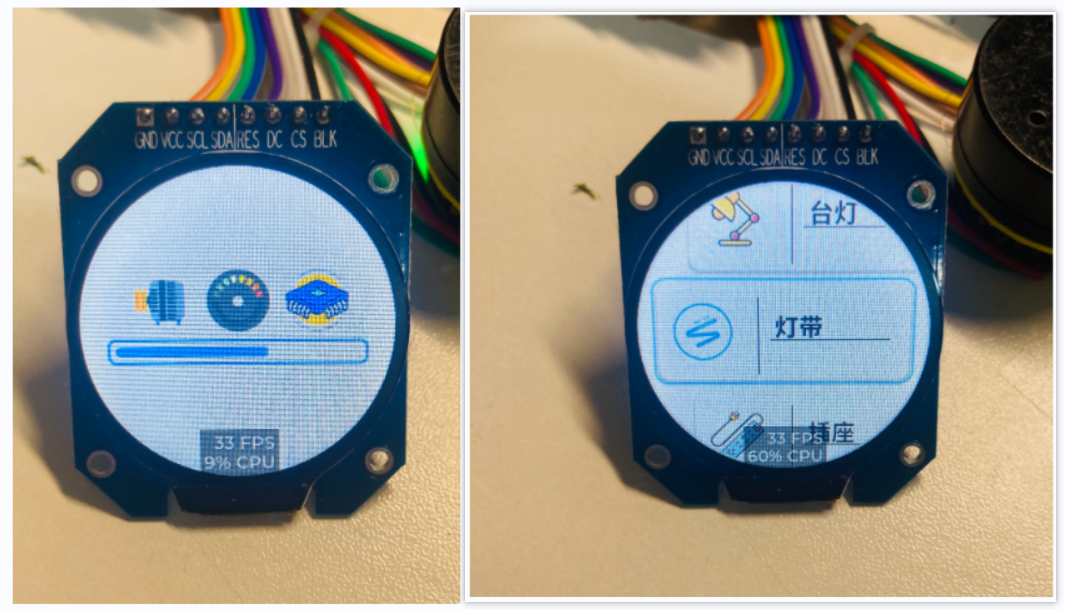 GND VCC SCL SDA RES DC CS BLK
33 FPS
9% CPU
GND VCC SCL SDA RES DC CS BLK
台灯
灯带
插座
33 FPS
60% CPU